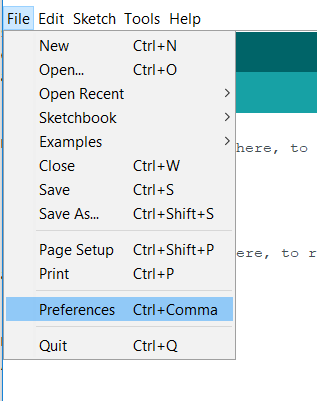 File Edit Sketch Tools Help
New Ctrl+N
Open... Ctrl+O
Open Recent
Sketchbook
Examples
here, to
Close Ctrl+W
Save Ctrl+S
Save As... Ctrl+Shift+S
Page Setup Ctrl+Shift+P
ere, to r
Print Ctrl+P
Preferences Ctrl+Comma
Quit Ctrl+Q